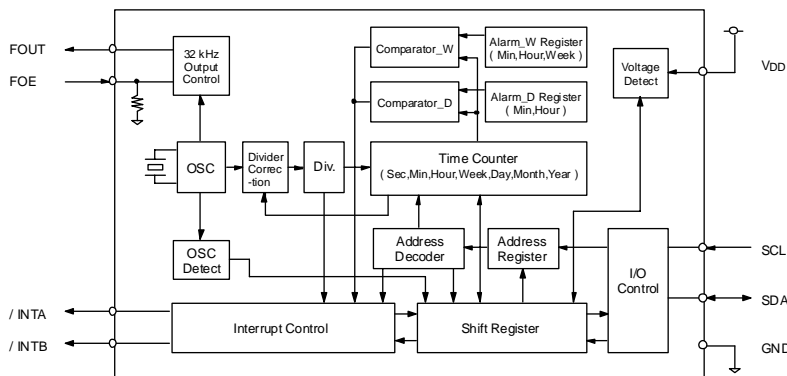 FOUT
FOE
32 kHz
Output
Control
Comparator_W
Alarm_W Register
( Min,Hour,Week)
Comparator_D
Alarm_D Register
( Min,Hour)
Voltage
Detect
VDD
OSC
Divider
Correc
-tion
Div.
Time Counter
( Sec,Min,Hour,Week,Day,Month,Year )
OSC
Detect
Address
Decoder
Address
Register
I/O
Control
SCL
SDA
/ INTA
/ INTB
Interrupt Control
Shift Register
GND